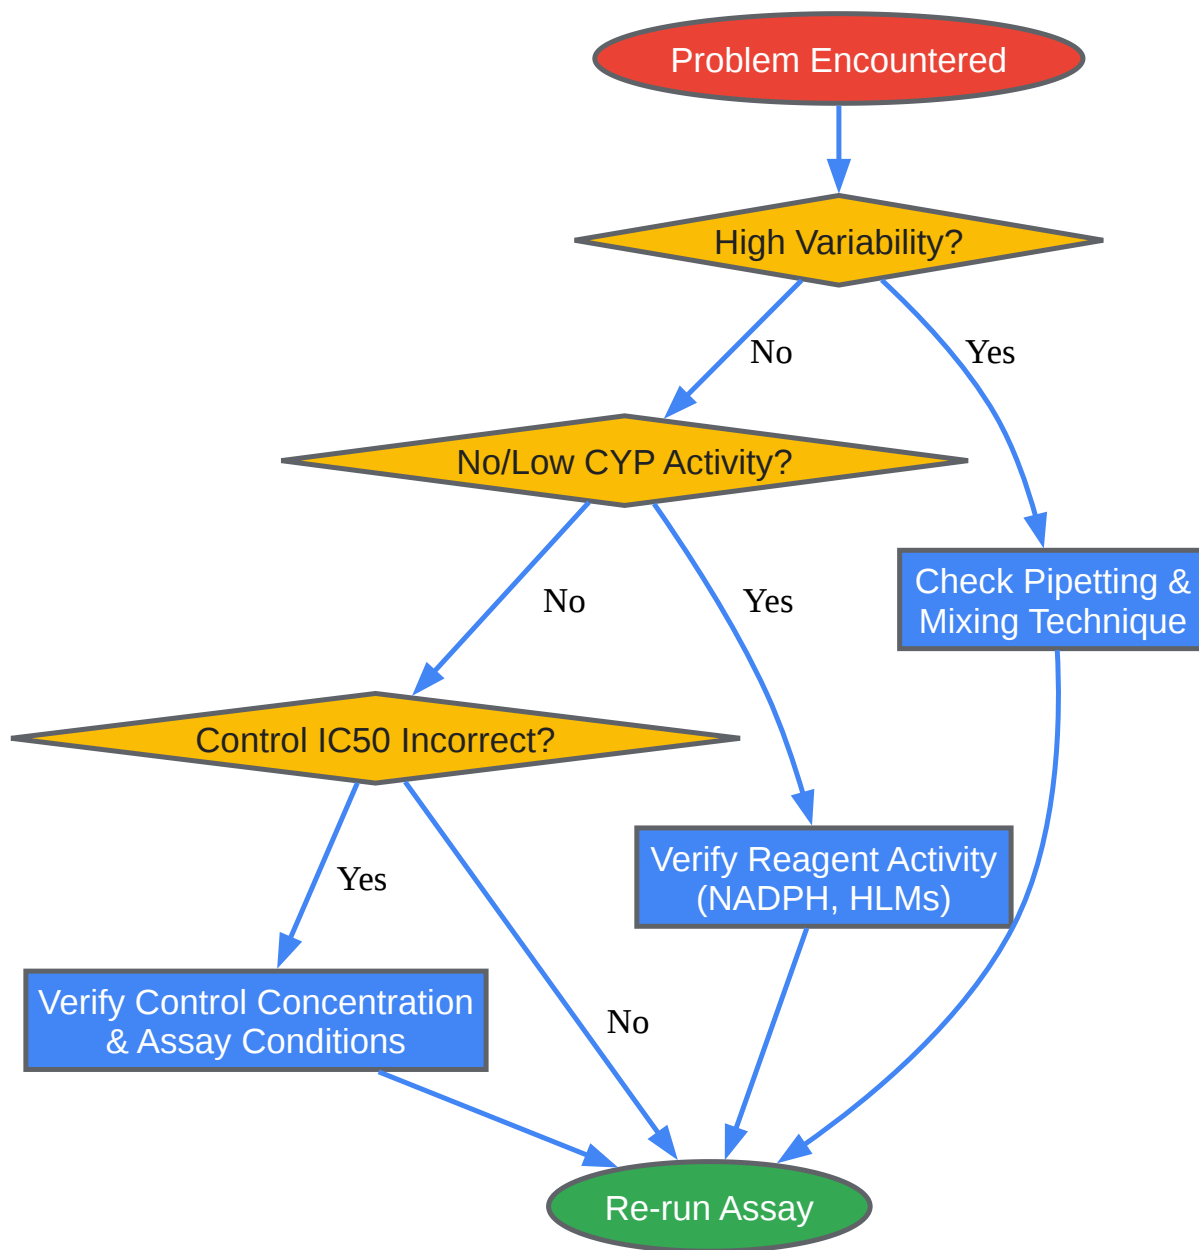 Problem Encountered
High Variability?
No
Yes
No/Low CYP Activity?
Check Pipetting &
Mixing Technique
No
Yes
Control IC50 Incorrect?
Verify Reagent Activity
(NADPH, HLMs)
Yes
Verify Control Concentration
& Assay Conditions
No
Re-run Assay